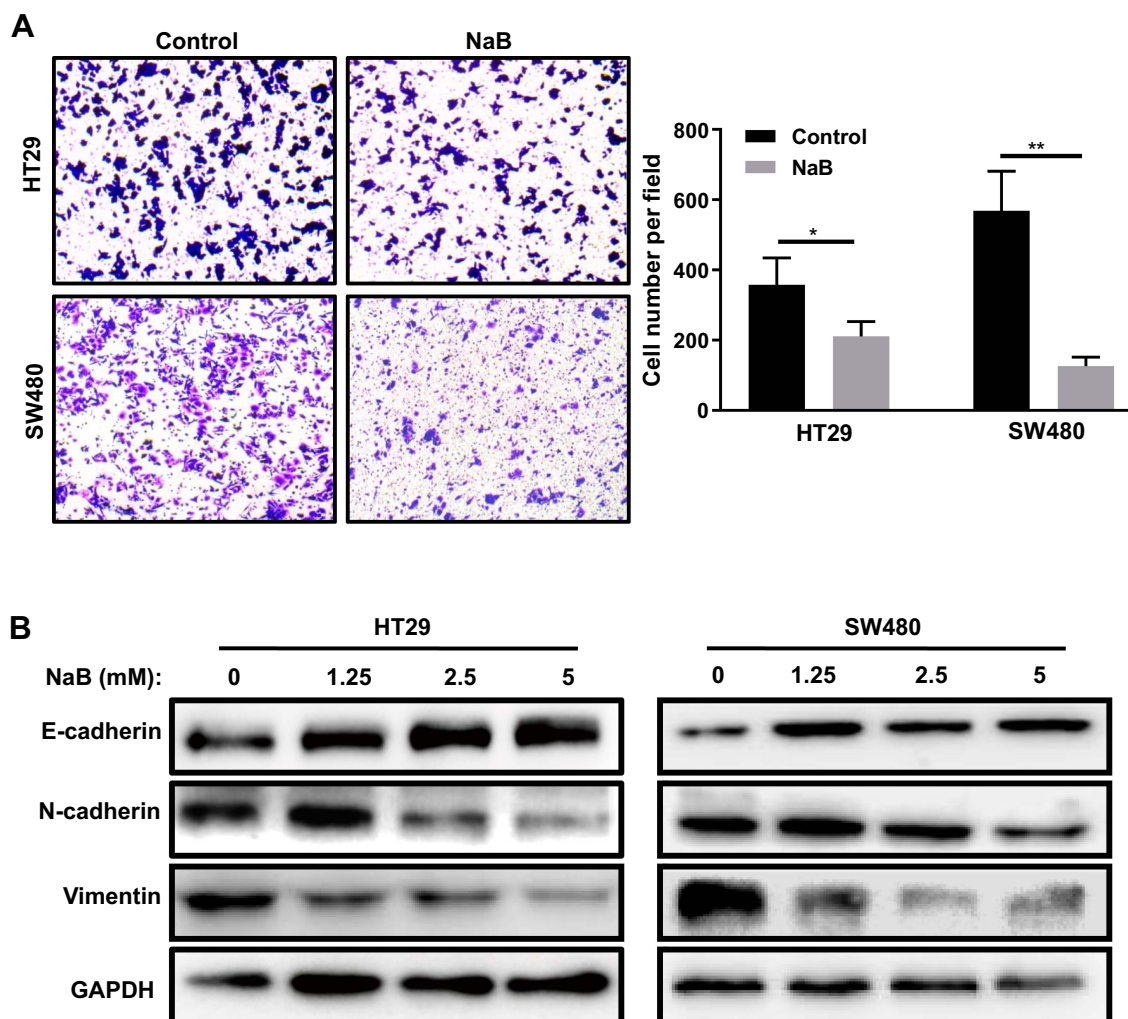 A
Control NaB
HT29
SW480
Cell number per field
800
600
400
200
0
Control
NaB
*
**
HT29 SW480
B
HT29 SW480
NaB (mM): 0 1.25 2.5 5 0 1.25 2.5 5
E-cadherin
N-cadherin
Vimentin
GAPDH